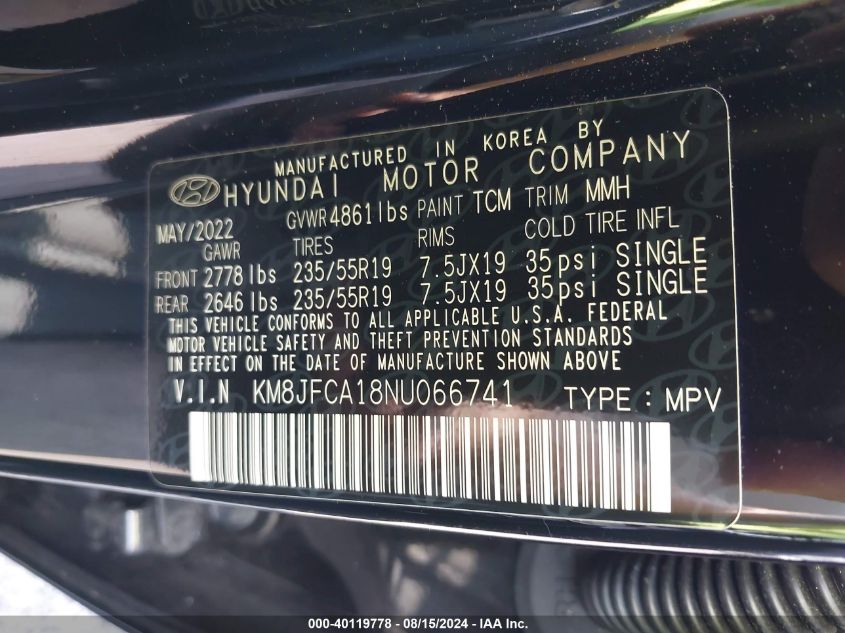 MANUFACTURED IN KOREA BY
HYUNDAI MOTOR COMPANY
MAY/2022 GVWR 4861lbs PAINT TCM TRIM MMH
GAWR TIRES RIMS COLD TIRE INFL
FRONT 2778 lbs 235/55R19 7.5JX19 35psi SINGLE
REAR 2646 lbs 235/55R19 7.5JX19 35psi SINGLE
THIS VEHICLE CONFORMS TO ALL APPLICABLE U.S.A. FEDERAL
MOTOR VEHICLE SAFETY AND THEFT PREVENTION STANDARDS
IN EFFECT ON THE DATE OF MANUFACTURE SHOWN ABOVE
V.I.N KM8JFCA18NU066741 TYPE : MPV
000-40119778 - 08/15/2024 - IAA Inc.